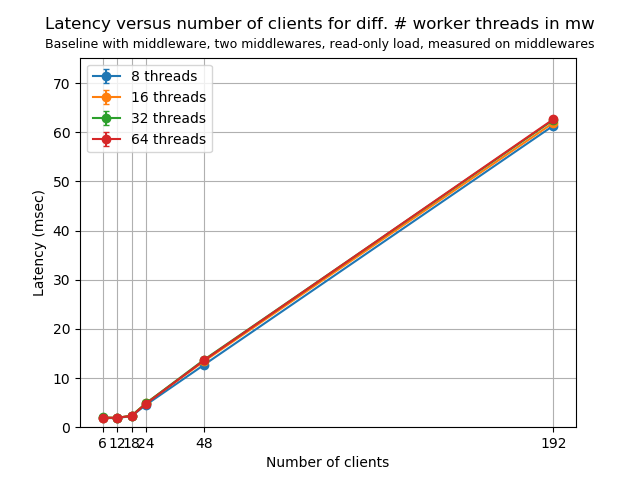 Latency versus number of clients for diff. # worker threads in mw
Baseline with middleware, two middlewares, read-only load, measured on middlewares
8 threads
16 threads
32 threads
64 threads
Latency (msec)
70
60
50
40
30
20
10
0
6 12 18 24 48 192
Number of clients